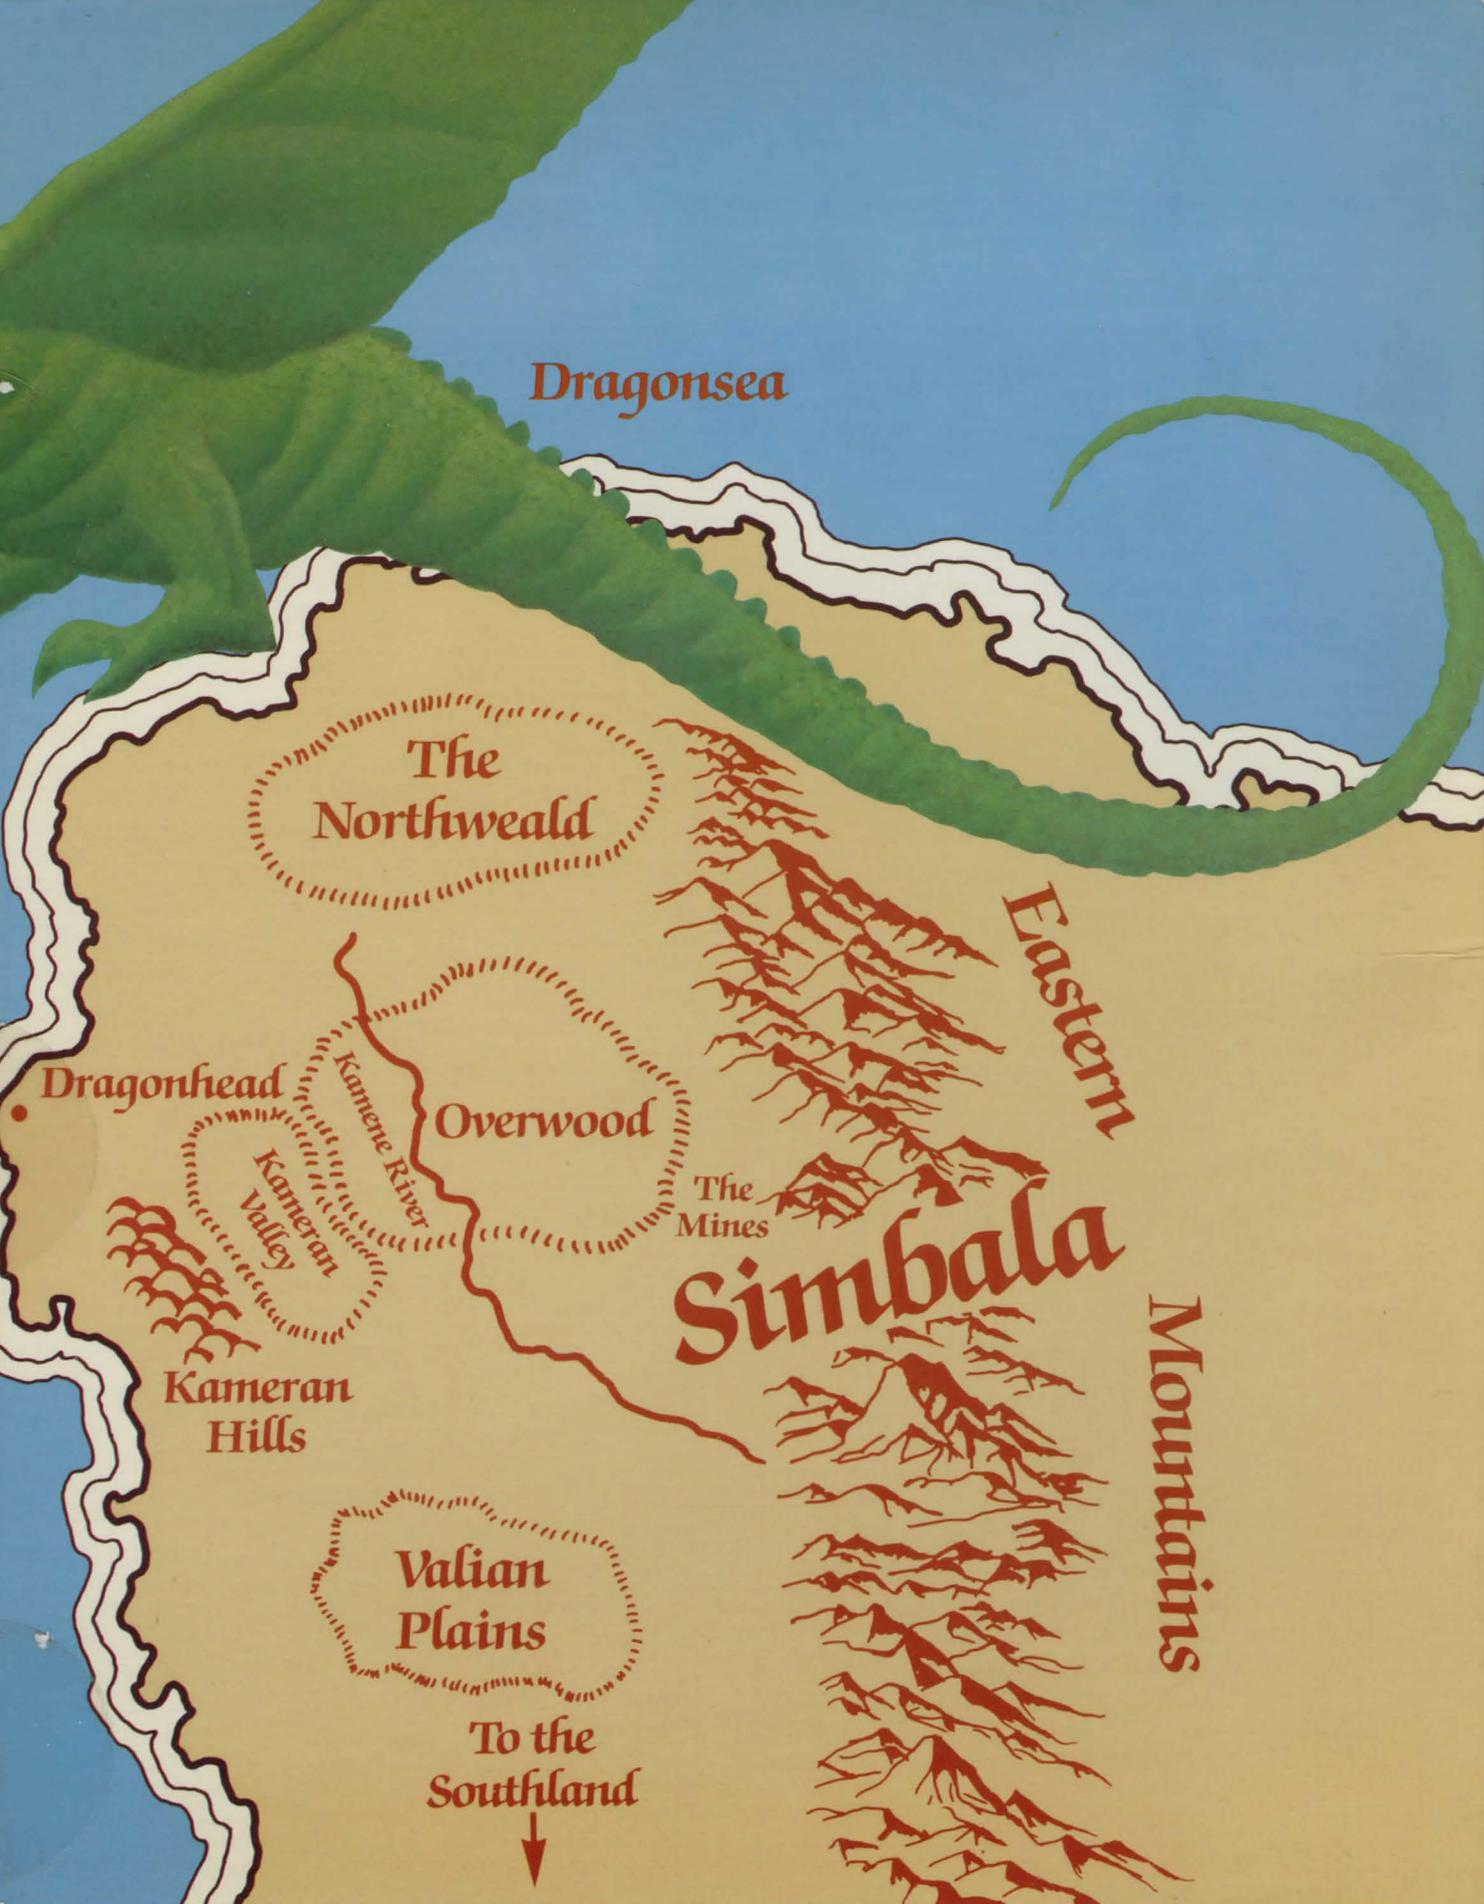 Dragonsea
The
Northweald
Eastern
Dragonhead
Kamene River
Overwood
Kameran
Valley
The
Mines
Simbala
Mountains
Kameran
Hills
Valian
Plains
To the
Southland